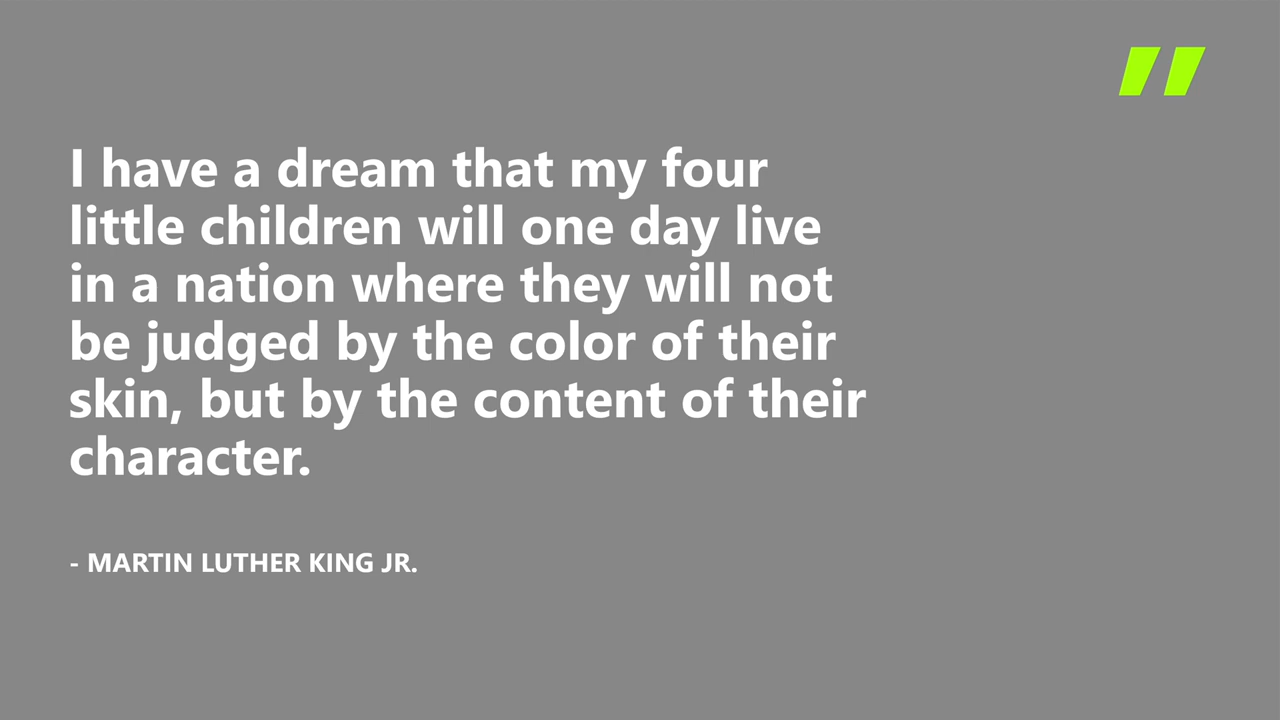 "
I have a dream that my four
little children will one day live
in a nation where they will not
be judged by the color of their
skin, but by the content of their
character.
- MARTIN LUTHER KING JR.